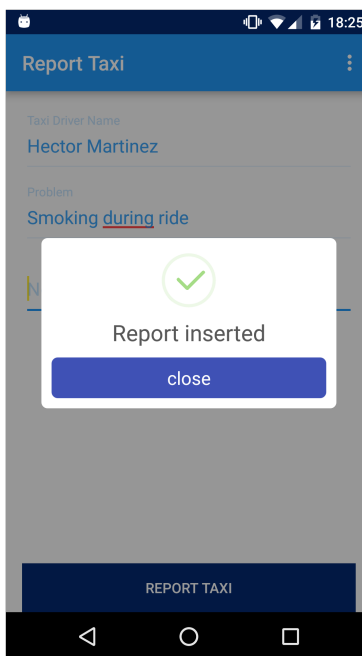 18:25
Report Taxi
Taxi Driver Name
Hector Martinez
Problem
Smoking during ride
N
Report inserted
close
REPORT TAXI